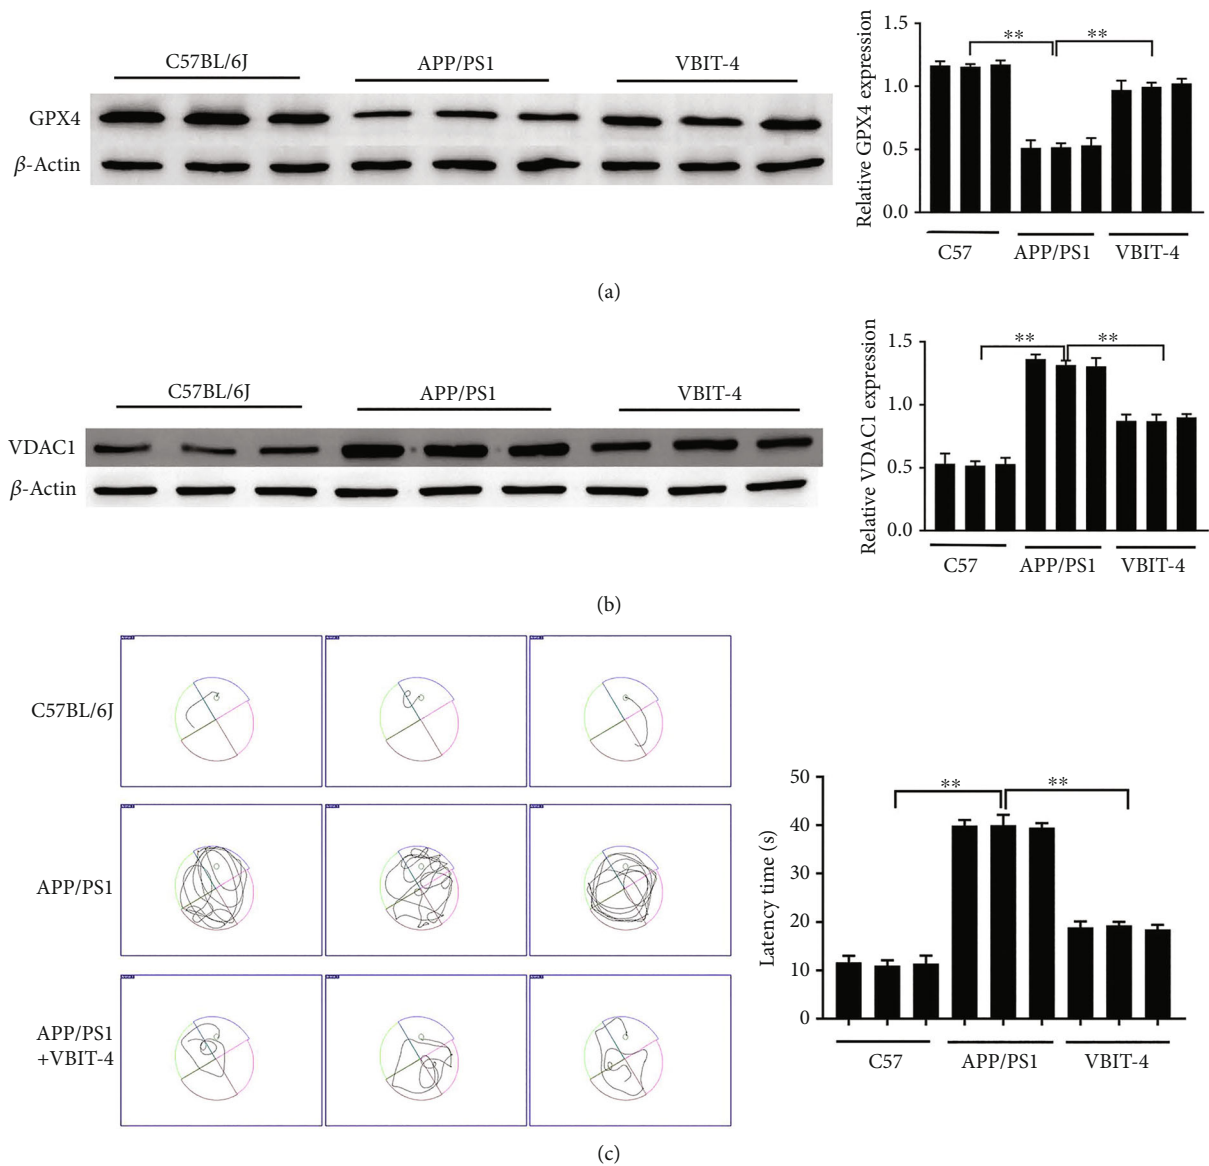 C57BL/6J APP/PS1 VBIT-4
GPX4
β-Actin
Relative GPX4 expression
1.5
1.0
0.5
0.0
** **
C57 APP/PS1 VBIT-4
(a)
C57BL/6J APP/PS1 VBIT-4
VDAC1
β-Actin
Relative VDAC1 expression
1.5
1.0
0.5
0.0
** **
C57 APP/PS1 VBIT-4
(b)
C57BL/6J
APP/PS1
APP/PS1
+VBIT-4
Latency time (s)
50
40
30
20
10
0
** **
C57 APP/PS1 VBIT-4
(c)